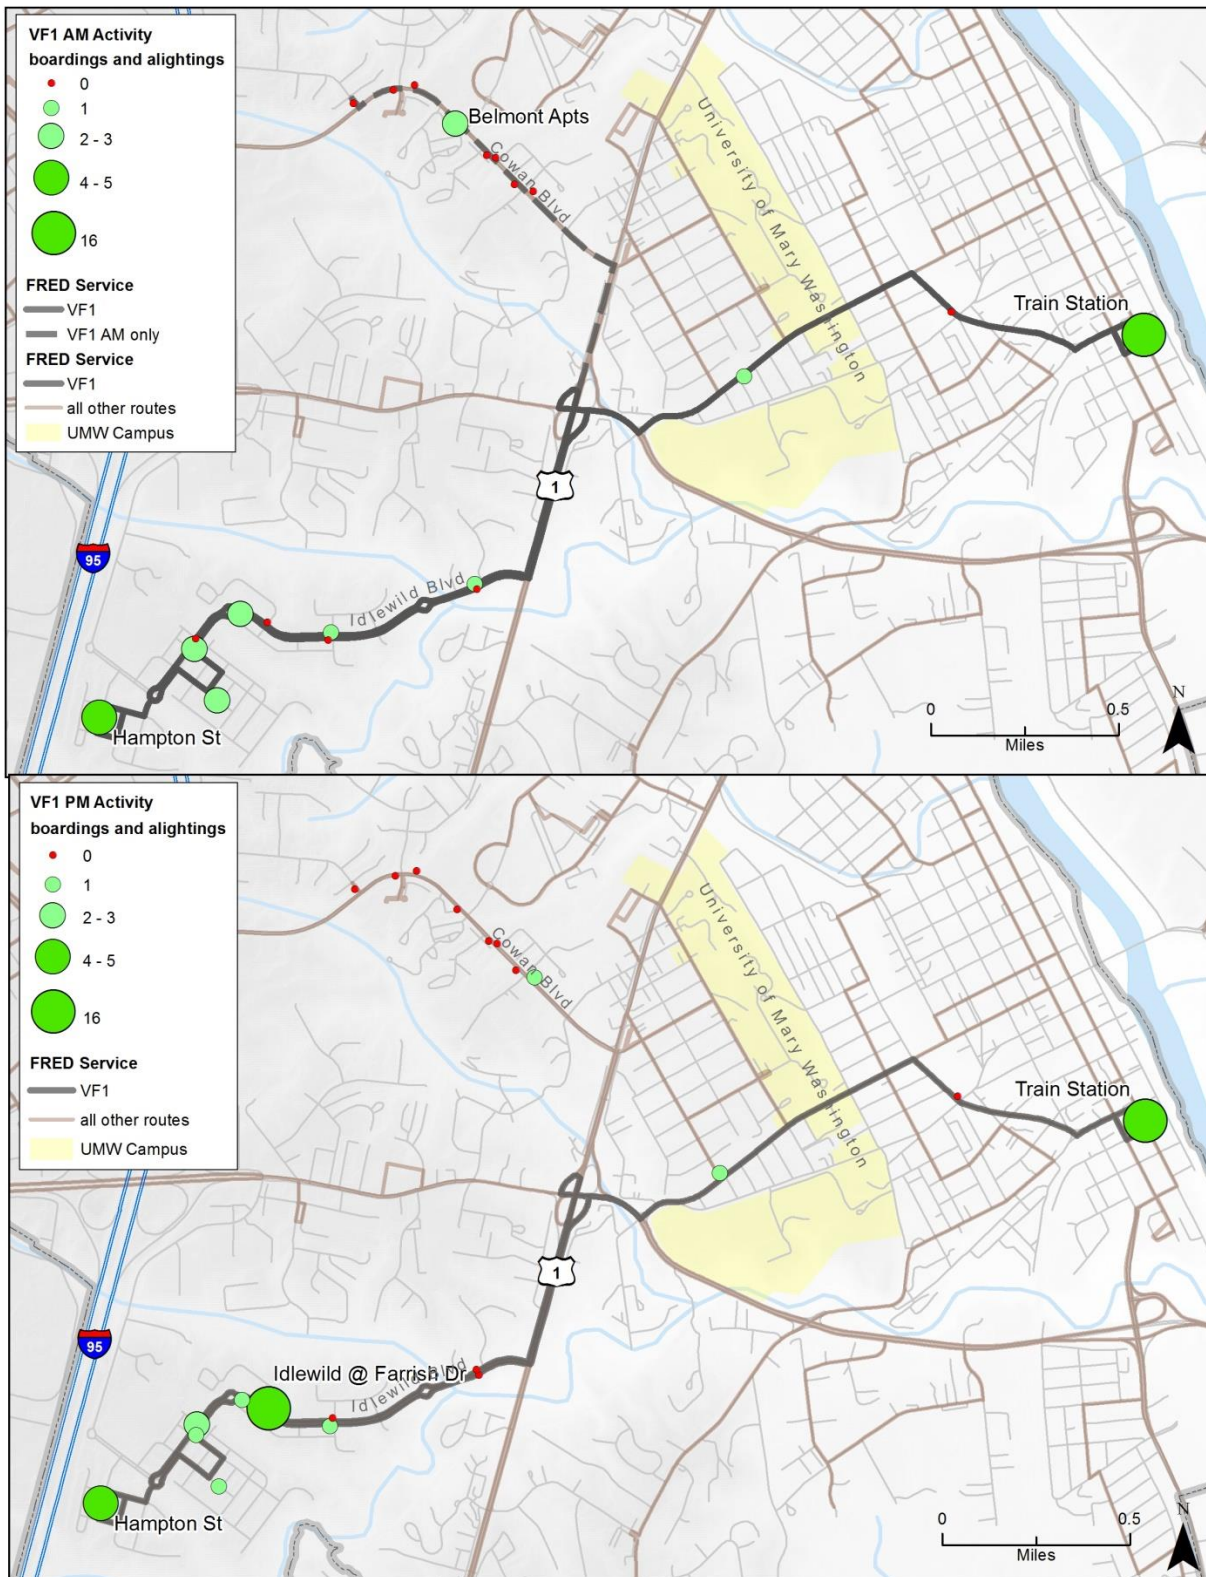 VF1 AM Activity
boardings and alightings
0
1
2 - 3
4 - 5
16
FRED Service
VF1
VF1 AM only
FRED Service
VF1
all other routes
UMW Campus
Belmont Apts
Cowan Blvd
University of Mary Washington
Train Station
1
Idlewild Blvd
95
Hampton St
0 0.5
Miles
N
VF1 PM Activity
boardings and alightings
0
1
2 - 3
4 - 5
16
FRED Service
VF1
all other routes
UMW Campus
Cowan Blvd
University of Mary Washington
Train Station
1
95
Idlewild @ Farrish Dr
Idlewild Blvd
Hampton St
0 0.5
Miles
N